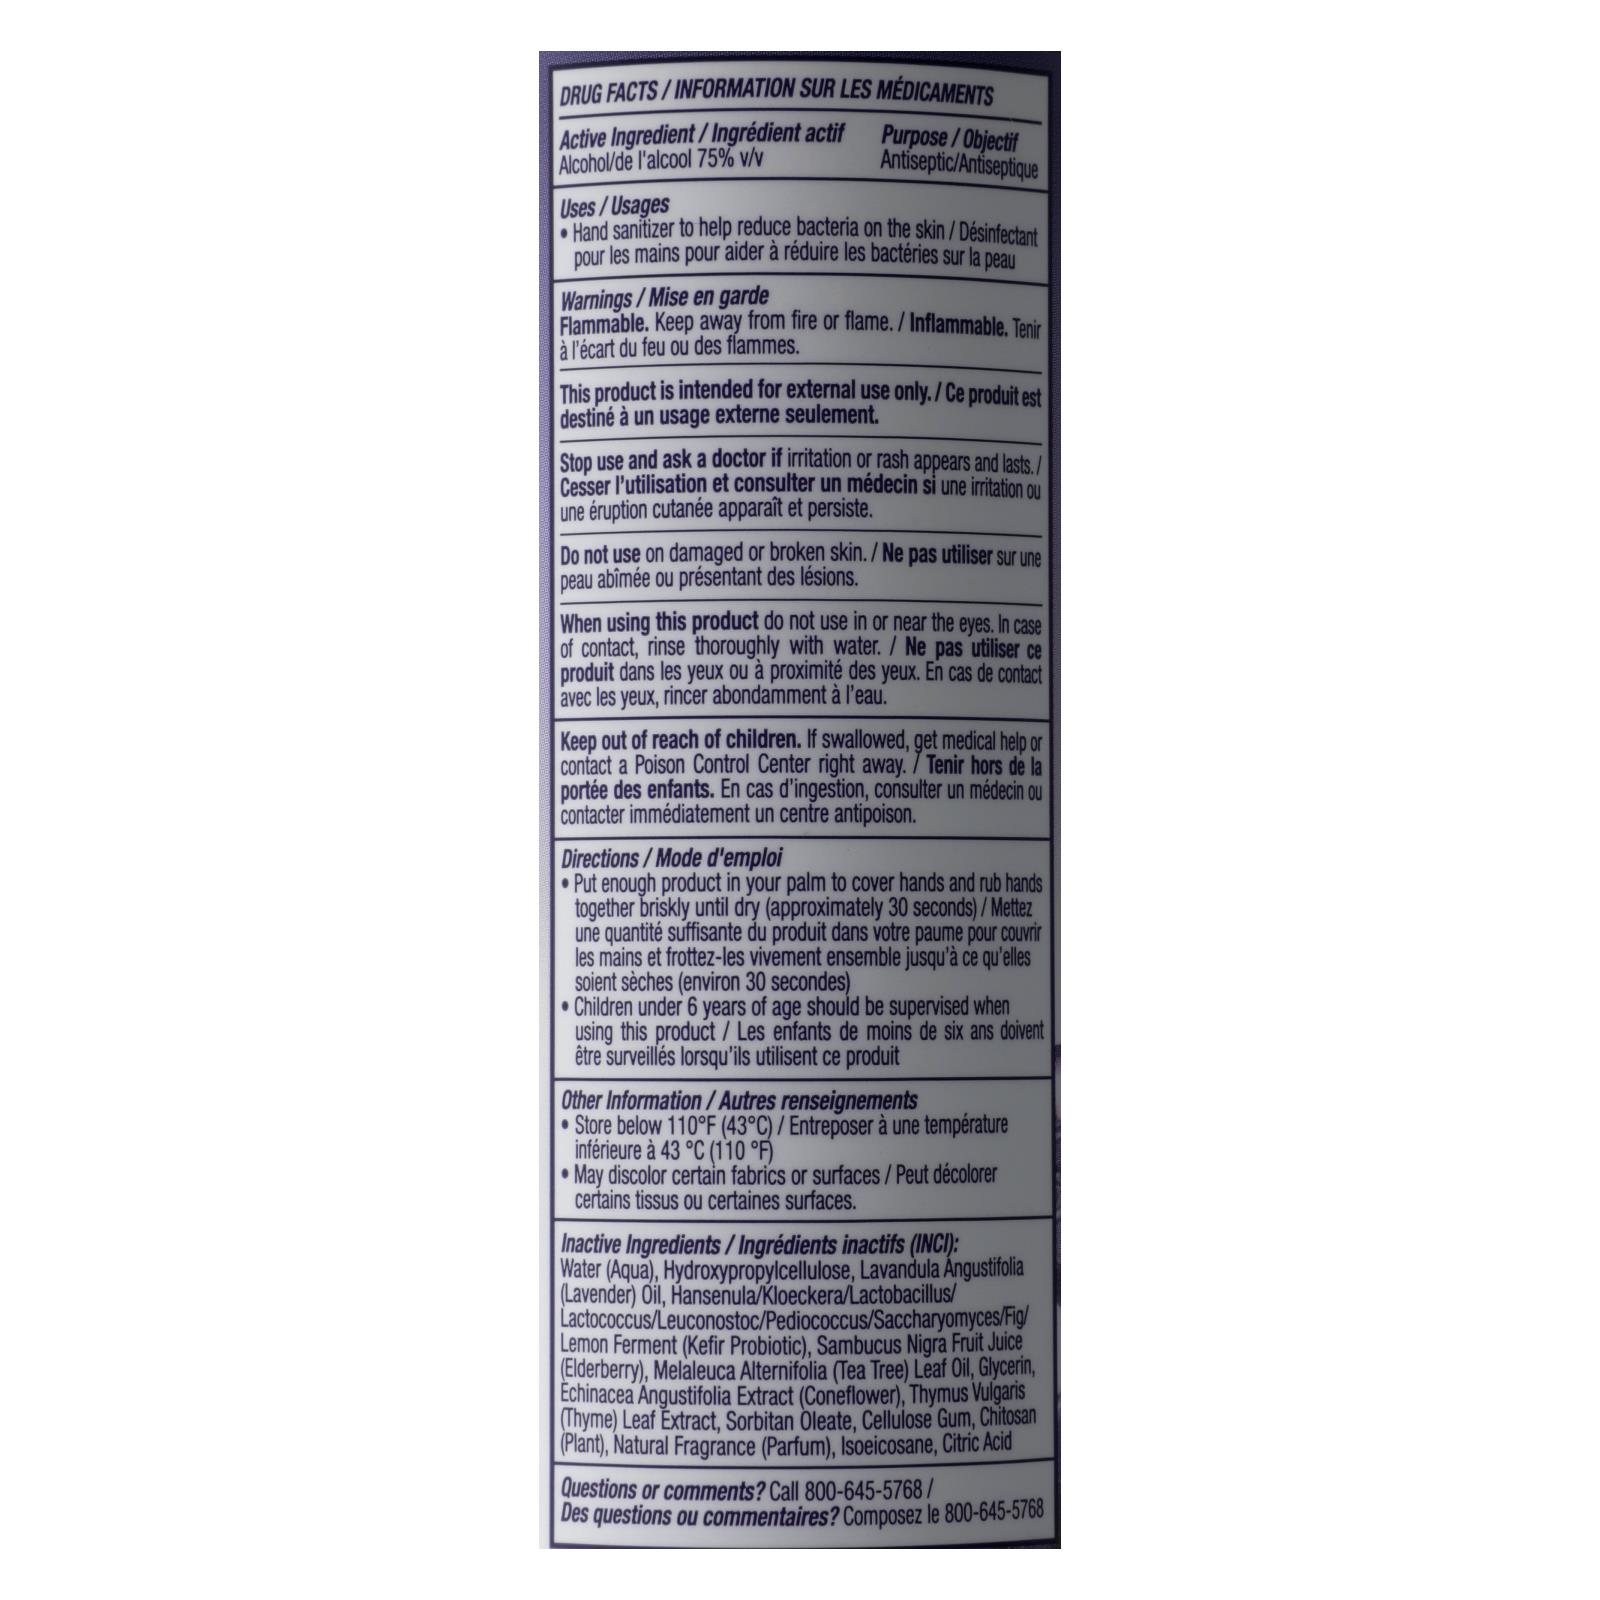 DRUG FACTS / INFORMATION SUR LES MÉDICAMENTS
Active Ingredient / Ingrédient actif Purpose / Objectif
Alcohol/de l'alcool 75% v/v Antiseptic/Antiseptique
Uses / Usages
• Hand sanitizer to help reduce bacteria on the skin / Désinfectant
pour les mains pour aider à réduire les bactéries sur la peau
Warnings / Mise en garde
Flammable. Keep away from fire or flame. / Inflammable. Tenir
à l'écart du feu ou des flammes.
This product is intended for external use only. / Ce produit est
destiné à un usage externe seulement.
Stop use and ask a doctor if irritation or rash appears and lasts. /
Cesser l'utilisation et consulter un médecin si une irritation ou
une éruption cutanée apparaît et persiste.
Do not use on damaged or broken skin. / Ne pas utiliser sur une
peau abîmée ou présentant des lésions.
When using this product do not use in or near the eyes. In case
of contact, rinse thoroughly with water. / Ne pas utiliser ce
produit dans les yeux ou à proximité des yeux. En cas de contact
avec les yeux, rincer abondamment à l'eau.
Keep out of reach of children. If swallowed, get medical help or
contact a Poison Control Center right away. / Tenir hors de la
portée des enfants. En cas d'ingestion, consulter un médecin ou
contacter immédiatement un centre antipoison.
Directions / Mode d'emploi
• Put enough product in your palm to cover hands and rub hands
together briskly until dry (approximately 30 seconds) / Mettez
une quantité suffisante du produit dans votre paume pour couvrir
les mains et frottez-les vivement ensemble jusqu'à ce qu'elles
soient sèches (environ 30 secondes)
• Children under 6 years of age should be supervised when
using this product / Les enfants de moins de six ans doivent
être surveillés lorsqu'ils utilisent ce produit
Other Information / Autres renseignements
• Store below 110°F (43°C) / Entreposer à une température
inférieure à 43 °C (110 °F)
• May discolor certain fabrics or surfaces / Peut décolorer
certains tissus ou certaines surfaces.
Inactive Ingredients / Ingrédients inactifs (INCI):
Water (Aqua), Hydroxypropylcellulose, Lavandula Angustifolia
(Lavender) Oil, Hansenula/Kloeckera/Lactobacillus/
Lactococcus/Leuconostoc/Pediococcus/Saccharyomyces/Fig/
Lemon Ferment (Kefir Probiotic), Sambucus Nigra Fruit Juice
(Elderberry), Melaleuca Alternifolia (Tea Tree) Leaf Oil, Glycerin,
Echinacea Angustifolia Extract (Coneflower), Thymus Vulgaris
(Thyme) Leaf Extract, Sorbitan Oleate, Cellulose Gum, Chitosan
(Plant), Natural Fragrance (Parfum), Isoeicosane, Citric Acid
Questions or comments? Call 800-645-5768 /
Des questions ou commentaires? Composez le 800-645-5768